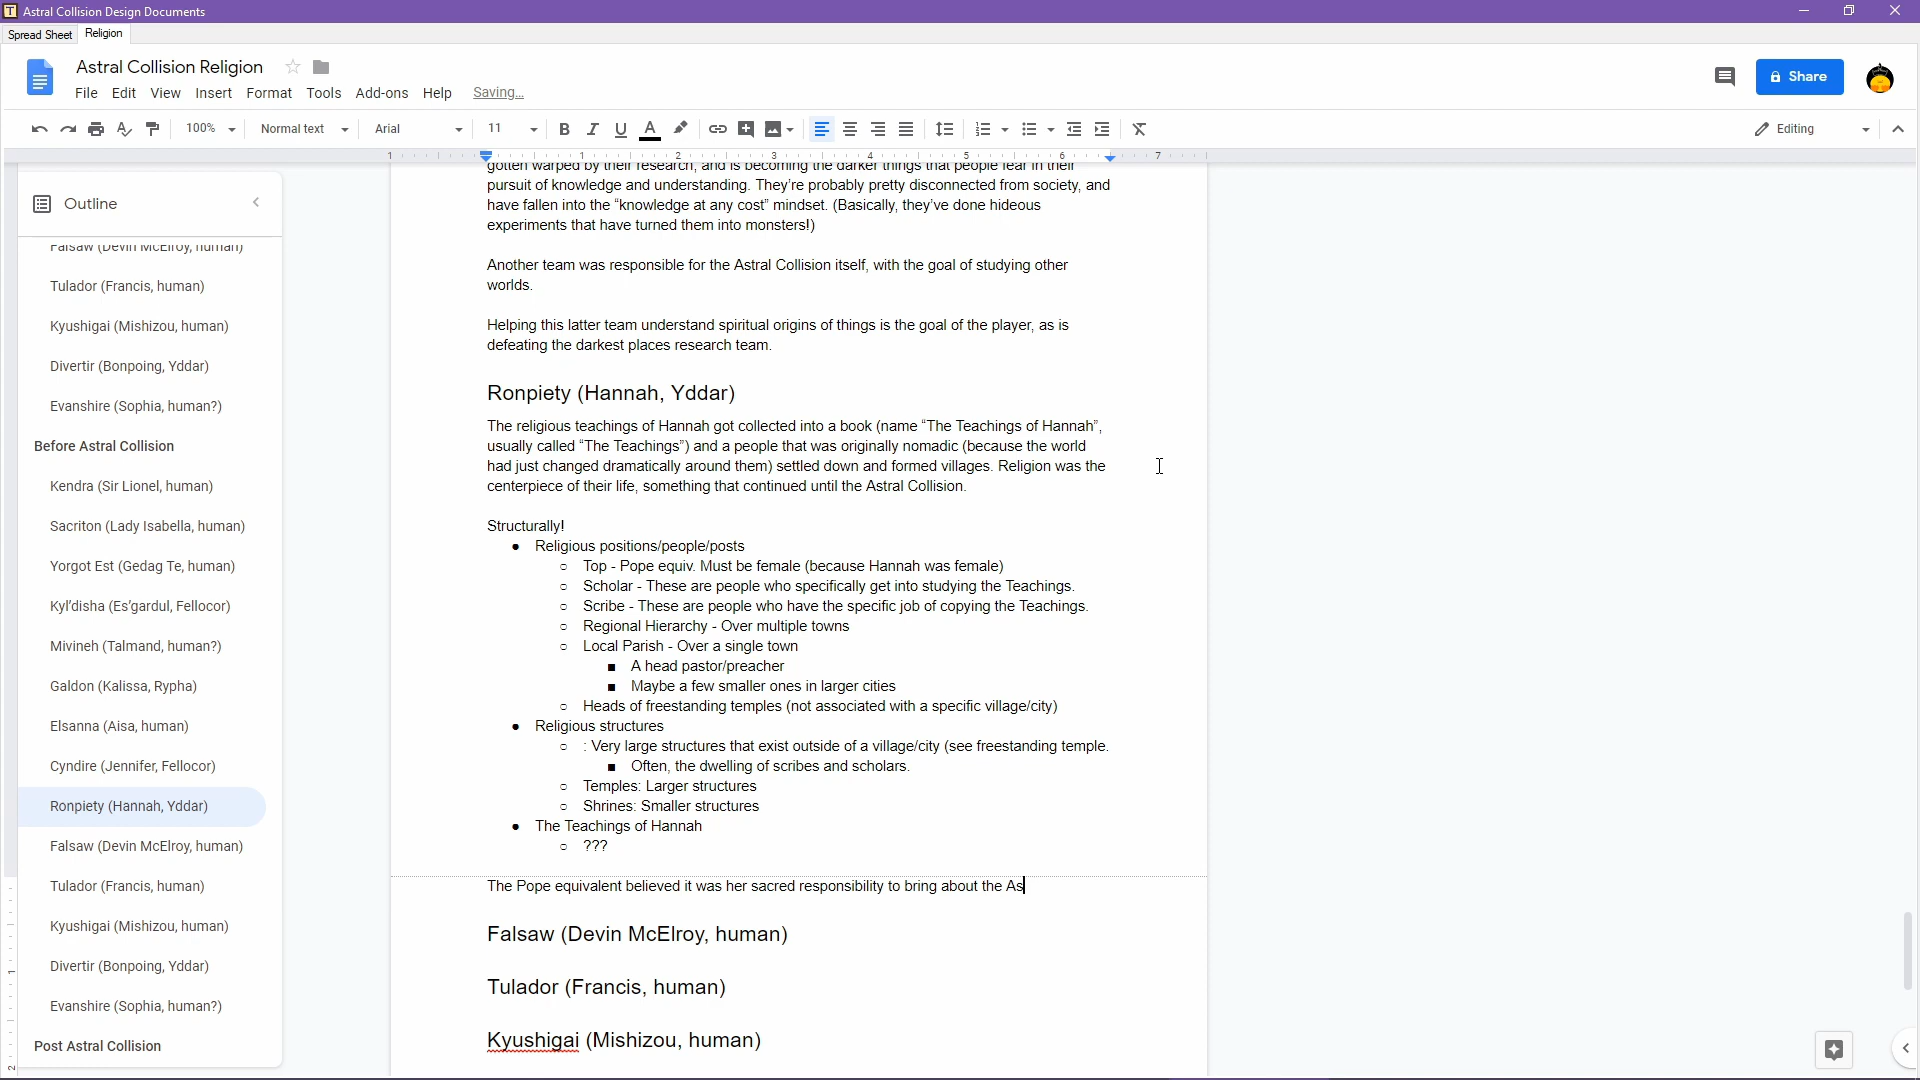 Astral Collision Design Documents
Spread Sheet
Religion
Astral Collision Religion
File Edit View Insert Format Tools Add-ons Help Saving...
Share
100% Normal text Arial 11 B I U A
Editing
1 1 2 3 4 5 6 7
Outline
Falsaw (Devin McElroy, human)
Tulador (Francis, human)
Kyushigai (Mishizou, human)
Divertir (Bonpoing, Yddar)
Evanshire (Sophia, human?)
Before Astral Collision
Kendra (Sir Lionel, human)
Sacriton (Lady Isabella, human)
Yorgot Est (Gedag Te, human)
Kyl’disha (Es’gardul, Fellocor)
Mivineh (Talmand, human?)
Galdon (Kalissa, Rypha)
Elsanna (Aisa, human)
Cyndire (Jennifer, Fellocor)
Ronpiety (Hannah, Yddar)
Falsaw (Devin McElroy, human)
Tulador (Francis, human)
Kyushigai (Mishizou, human)
Divertir (Bonpoing, Yddar)
Evanshire (Sophia, human?)
Post Astral Collision
gotten warped by their research, and is becoming the darker things that people fear in their
pursuit of knowledge and understanding. They’re probably pretty disconnected from society, and
have fallen into the “knowledge at any cost” mindset. (Basically, they’ve done hideous
experiments that have turned them into monsters!)
Another team was responsible for the Astral Collision itself, with the goal of studying other
worlds.
Helping this latter team understand spiritual origins of things is the goal of the player, as is
defeating the darkest places research team.
Ronpiety (Hannah, Yddar)
The religious teachings of Hannah got collected into a book (name “The Teachings of Hannah”,
usually called “The Teachings”) and a people that was originally nomadic (because the world
had just changed dramatically around them) settled down and formed villages. Religion was the
centerpiece of their life, something that continued until the Astral Collision.
Structurally!
● Religious positions/people/posts
○ Top - Pope equiv. Must be female (because Hannah was female)
○ Scholar - These are people who specifically get into studying the Teachings.
○ Scribe - These are people who have the specific job of copying the Teachings.
○ Regional Hierarchy - Over multiple towns
○ Local Parish - Over a single town
■ A head pastor/preacher
■ Maybe a few smaller ones in larger cities
○ Heads of freestanding temples (not associated with a specific village/city)
● Religious structures
○ : Very large structures that exist outside of a village/city (see freestanding temple.
■ Often, the dwelling of scribes and scholars.
○ Temples: Larger structures
○ Shrines: Smaller structures
● The Teachings of Hannah
○ ???
The Pope equivalent believed it was her sacred responsibility to bring about the As
Falsaw (Devin McElroy, human)
Tulador (Francis, human)
Kyushigai (Mishizou, human)
1
2